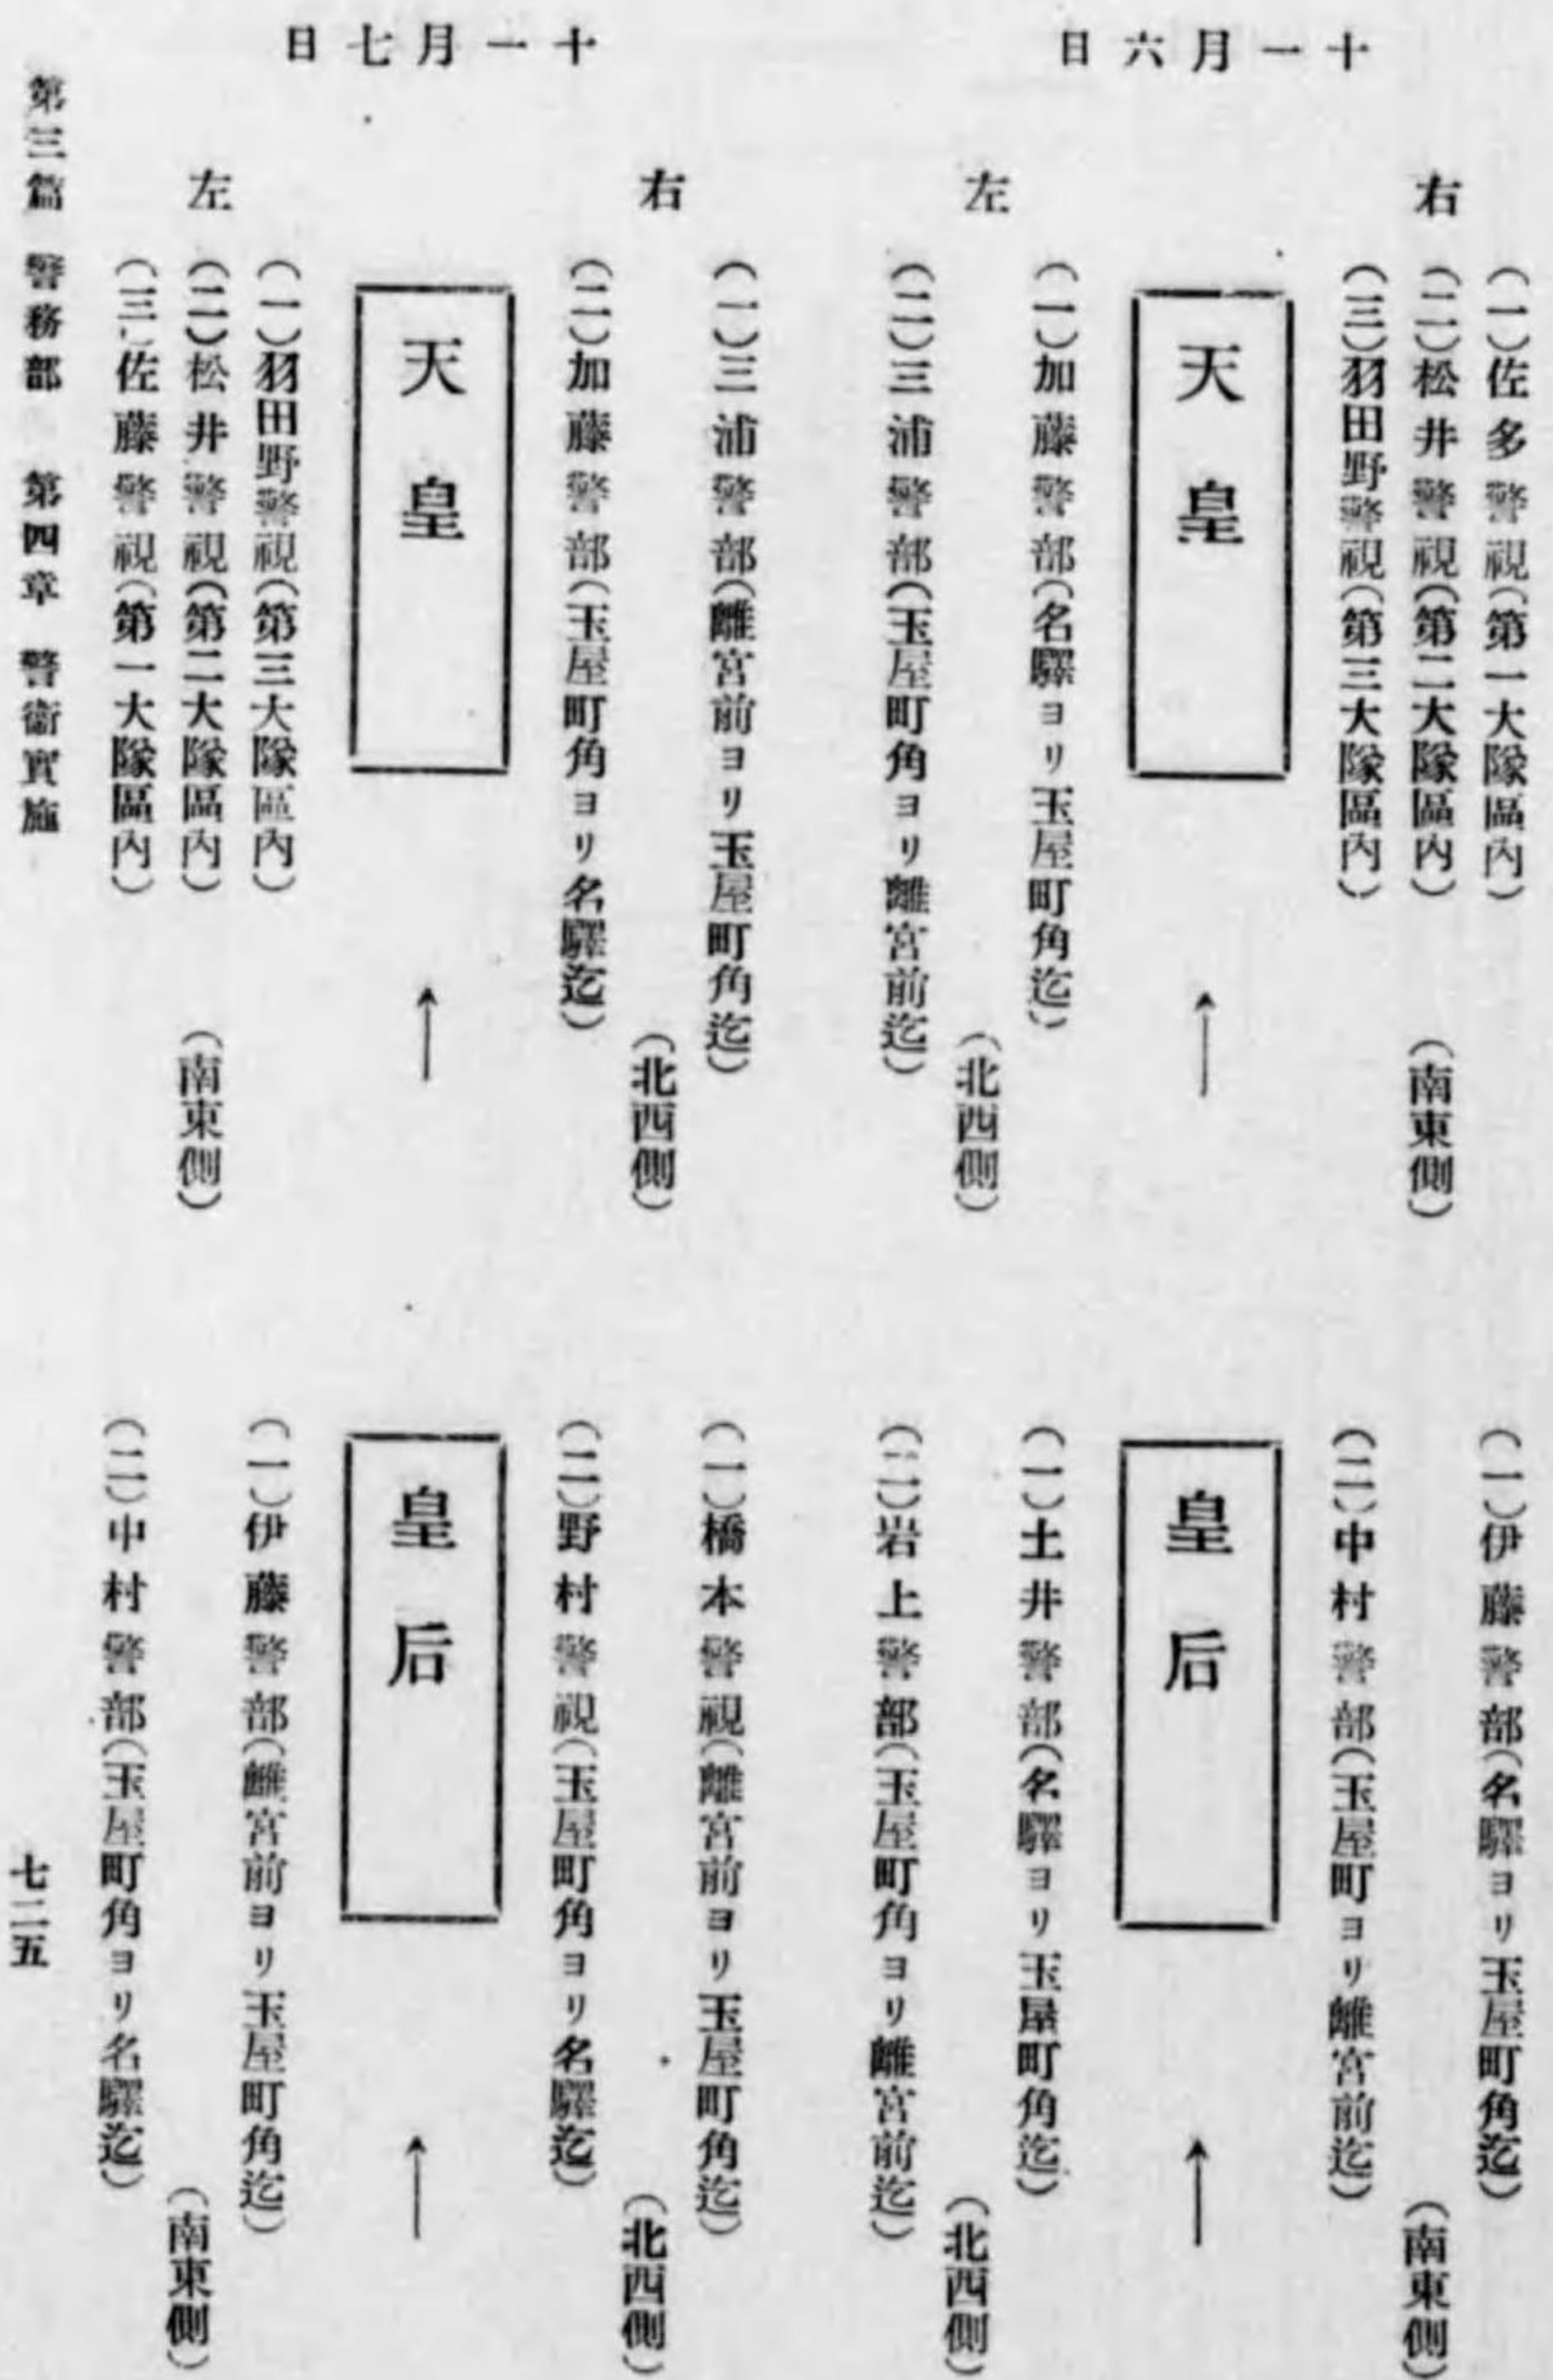 十一月六日
右
(一)佐多警視(第一大隊區內)
(二)松井警視(第二大隊區內)
(三)羽田野警視(第三大隊區內)
(南東側)
天皇
↑
左
(一)加藤警部(名驛ヨリ玉屋町角迄)
(二)三浦警部(玉屋町角ヨリ離宮前迄)
(北西側)
(一)伊藤警部(名驛ヨリ玉屋町角迄)
(二)中村警部(玉屋町ヨリ離宮前迄)
(南東側)
皇后
↑
(一)土井警部(名驛ヨリ玉屋町角迄)
(二)岩上警部(玉屋町角ヨリ離宮前迄)
(北西側)
十一月七日
右
(一)三浦警部(離宮前ヨリ玉屋町角迄)
(二)加藤警部(玉屋町角ヨリ名驛迄)
(北西側)
天皇
↑
左
(一)羽田野警視(第三大隊區內)
(二)松井警視(第二大隊區內)
(三)佐藤警視(第一大隊區內)
(南東側)
(一)橋本警視(離宮前ヨリ玉屋町角迄)
(二)野村警視(玉屋町角ヨリ名驛迄)
(北西側)
皇后
↑
(一)伊藤警部(離宮前ヨリ玉屋町角迄)
(二)中村警部(玉屋町角ヨリ名驛迄)
(南東側)
第三篇 警務部 第四章 警衞實施
七二五